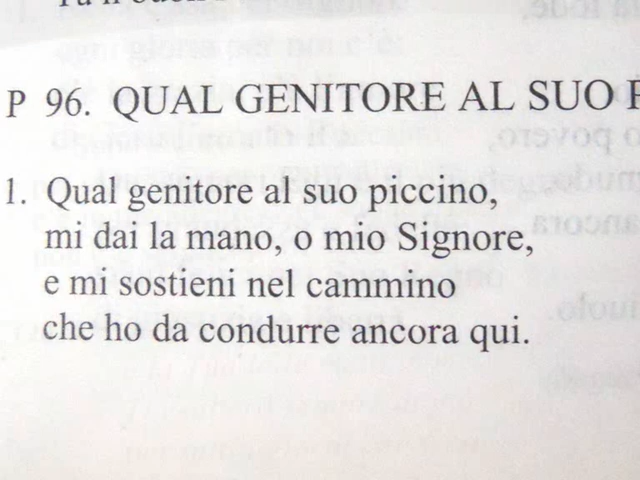 P 96. QUAL GENITORE AL SUO
1. Qual genitore al suo piccino,
mi dai la mano, o mio Signore,
e mi sostieni nel cammino
che ho da condurre ancora qui.